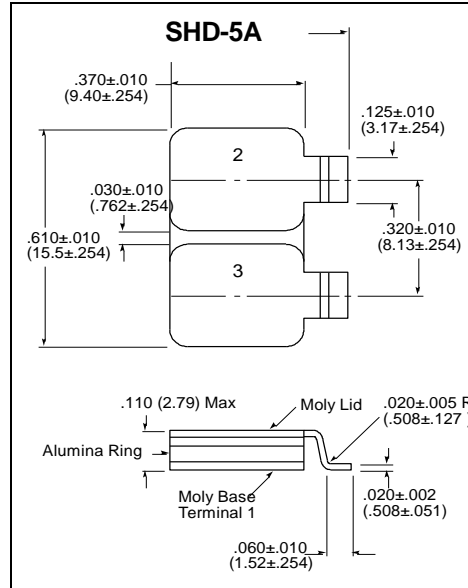 SHD-5A
.370±.010
(9.40±.254)
.125±.010
(3.17±.254)
2
.030±.010
(.762±.254)
.320±.010
(8.13±.254)
.610±.010
(15.5±.254)
3
.110 (2.79) Max
Moly Lid
.020±.005 R
(.508±.127 )
Alumina Ring
Moly Base
Terminal 1
.020±.002
(.508±.051)
.060±.010
(1.52±.254)